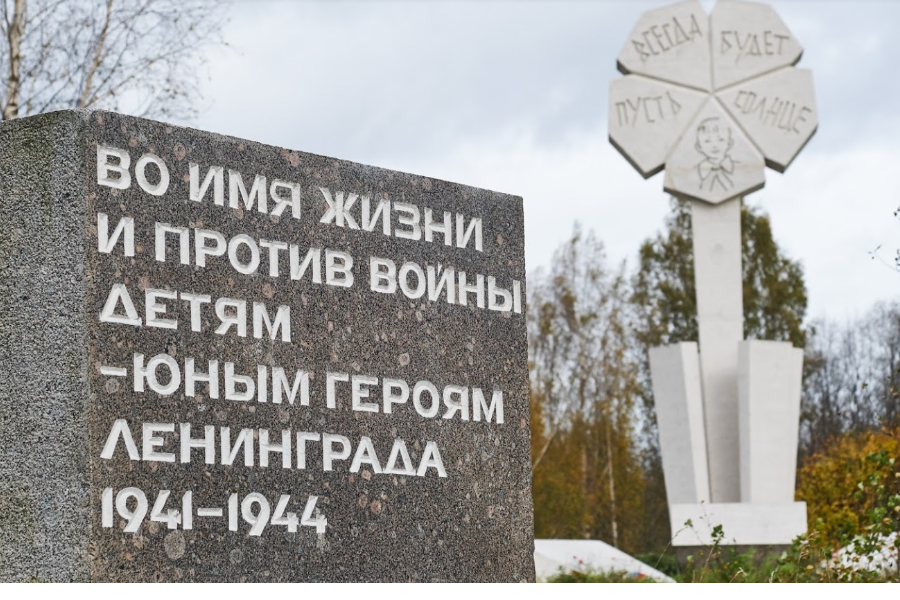 ВО ИМЯ ЖИЗНИ
И ПРОТИВ ВОЙНЫ
ДЕТЯМ
–ЮНЫМ ГЕРОЯМ
ЛЕНИНГРАДА
1941–1944
ПУСТЬ ВСЕГДА БУДЕТ СОЛНЦЕ